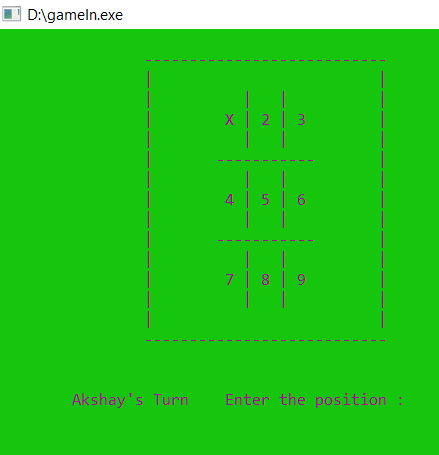 D:\gameIn.exe
X | 2 | 3
4 | 5 | 6
7 | 8 | 9
Akshay's Turn    Enter the position :